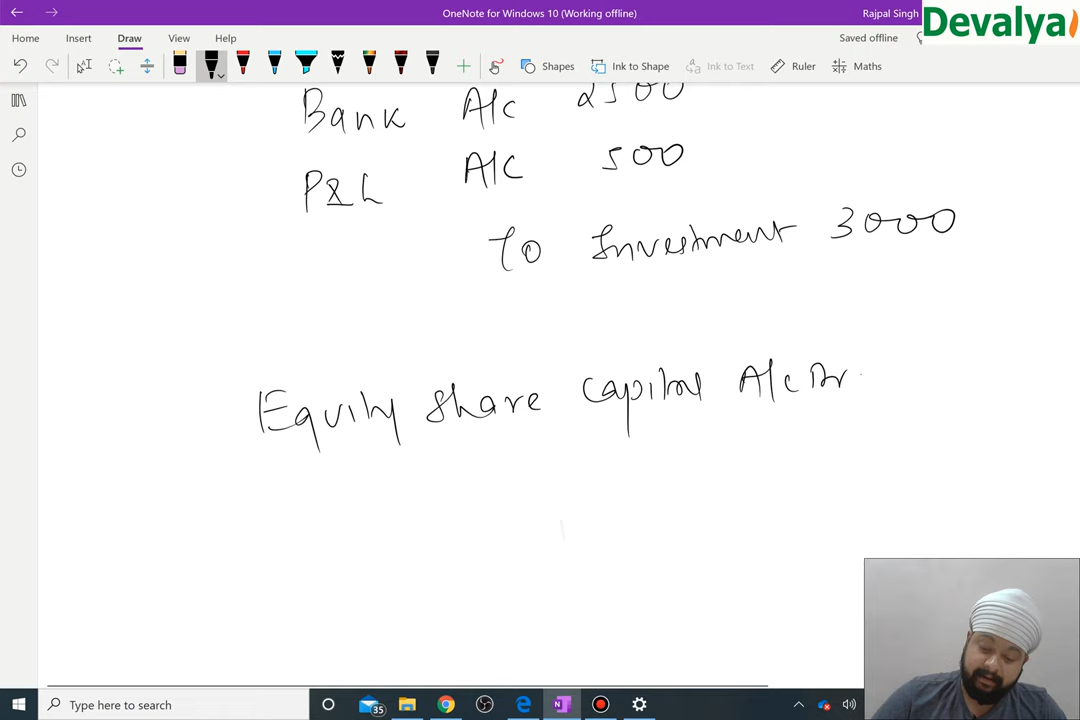 OneNote for Windows 10 (Working offline)
Rajpal Singh
Devalya
Home Insert Draw View Help
Saved offline
Shapes Ink to Shape Ink to Text Ruler Maths
Bank A/c 2500
P&L A/c 500
To Investment 3000
Equity Share Capital A/c Dr.
Type here to search
35